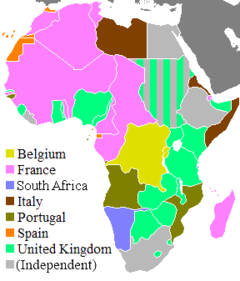 Belgium
France
South Africa
Italy
Portugal
Spain
United Kingdom
(Independent)